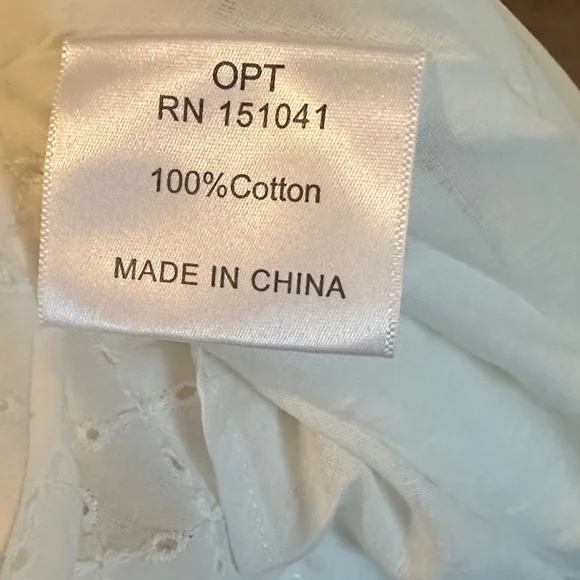 OPT
RN 151041
100%Cotton
MADE IN CHINA